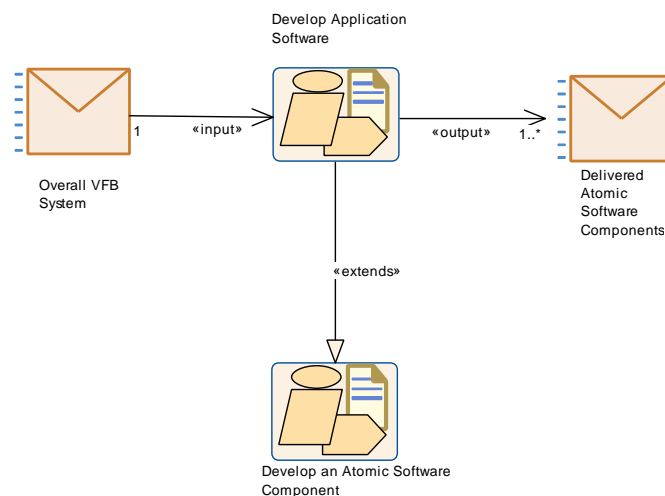 Develop Application
Software
1
«input»
«output»
1..*
Overall VFB
System
Delivered
Atomic
Software
Components
«extends»
Develop an Atomic Software
Component